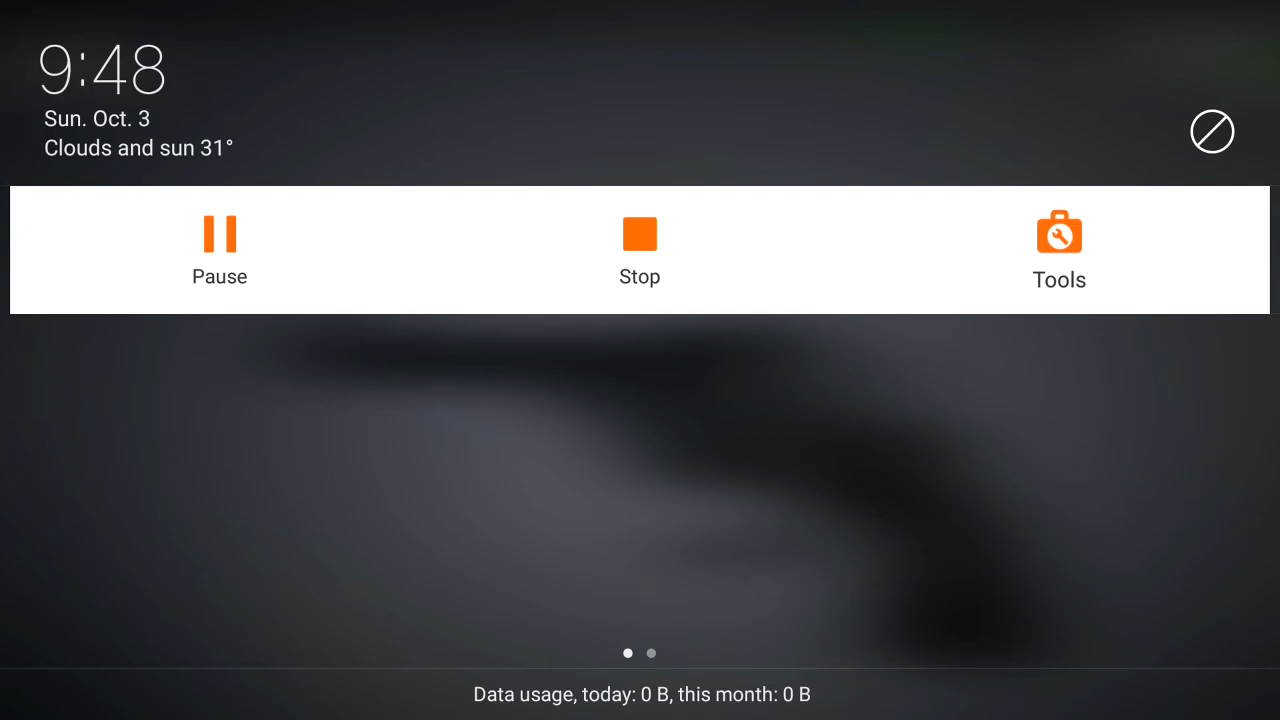 9:48
Sun. Oct. 3
Clouds and sun 31°
Pause
Stop
Tools
Data usage, today: 0 B, this month: 0 B